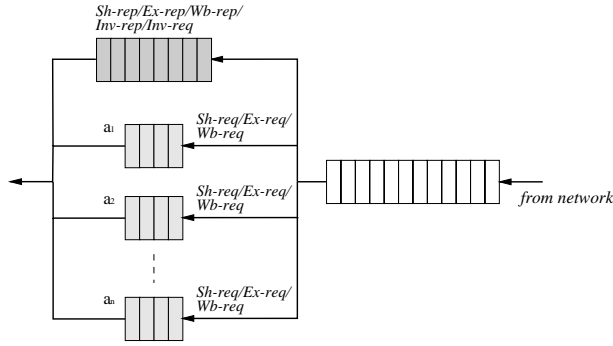 Sh-rep/Ex-rep/Wb-rep/
Inv-rep/Inv-req
a1
Sh-req/Ex-req/
Wb-req
a2
Sh-req/Ex-req/
Wb-req
from network
an
Sh-req/Ex-req/
Wb-req